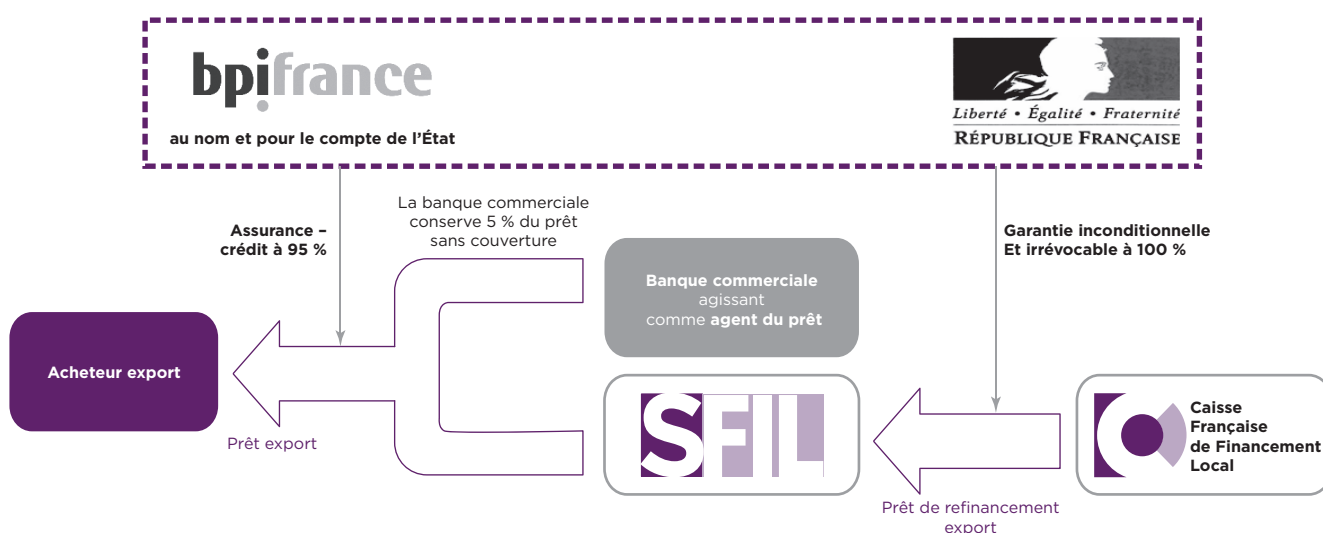 bpifrance
au nom et pour le compte de l'État
Liberté • Égalité • Fraternité
RÉPUBLIQUE FRANÇAISE
Assurance –
crédit à 95 %
La banque commerciale
conserve 5 % du prêt
sans couverture
Garantie inconditionnelle
Et irrévocable à 100 %
Banque commerciale
agissant
comme agent du prêt
Acheteur export
Prêt export
SFIL
Caisse
Française
de Financement
Local
Prêt de refinancement
export